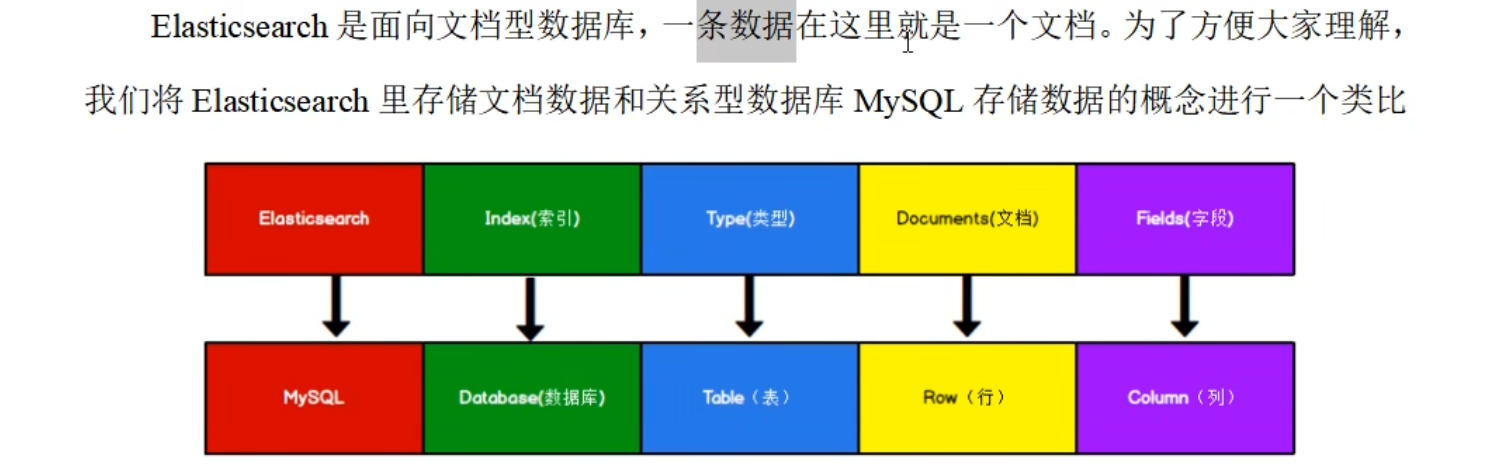 Elasticsearch 是面向文档型数据库，一条数据在这里就是一个文档。为了方便大家理解，
我们将 Elasticsearch 里存储文档数据和关系型数据库 MySQL 存储数据的概念进行一个类比
Elasticsearch Index(索引) Type(类型) Documents(文档) Fields(字段)
MySQL Database(数据库) Table（表） Row（行） Column（列）